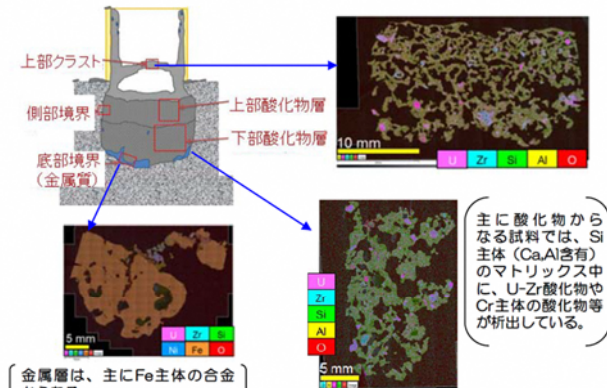 上部クラスト
側部境界
上部酸化物層
下部酸化物層
底部境界
(金属質)
10 mm
U Zr Si Al O
5 mm
U Zr Si
Ni Fe O
U
Zr
Si
Al
O
5 mm
主に酸化物から
なる試料では、Si
主体(Ca,Al含有)
のマトリックス中
に、U-Zr酸化物や
Cr主体の酸化物等
が析出している。
金属層は、主にFe主体の合金